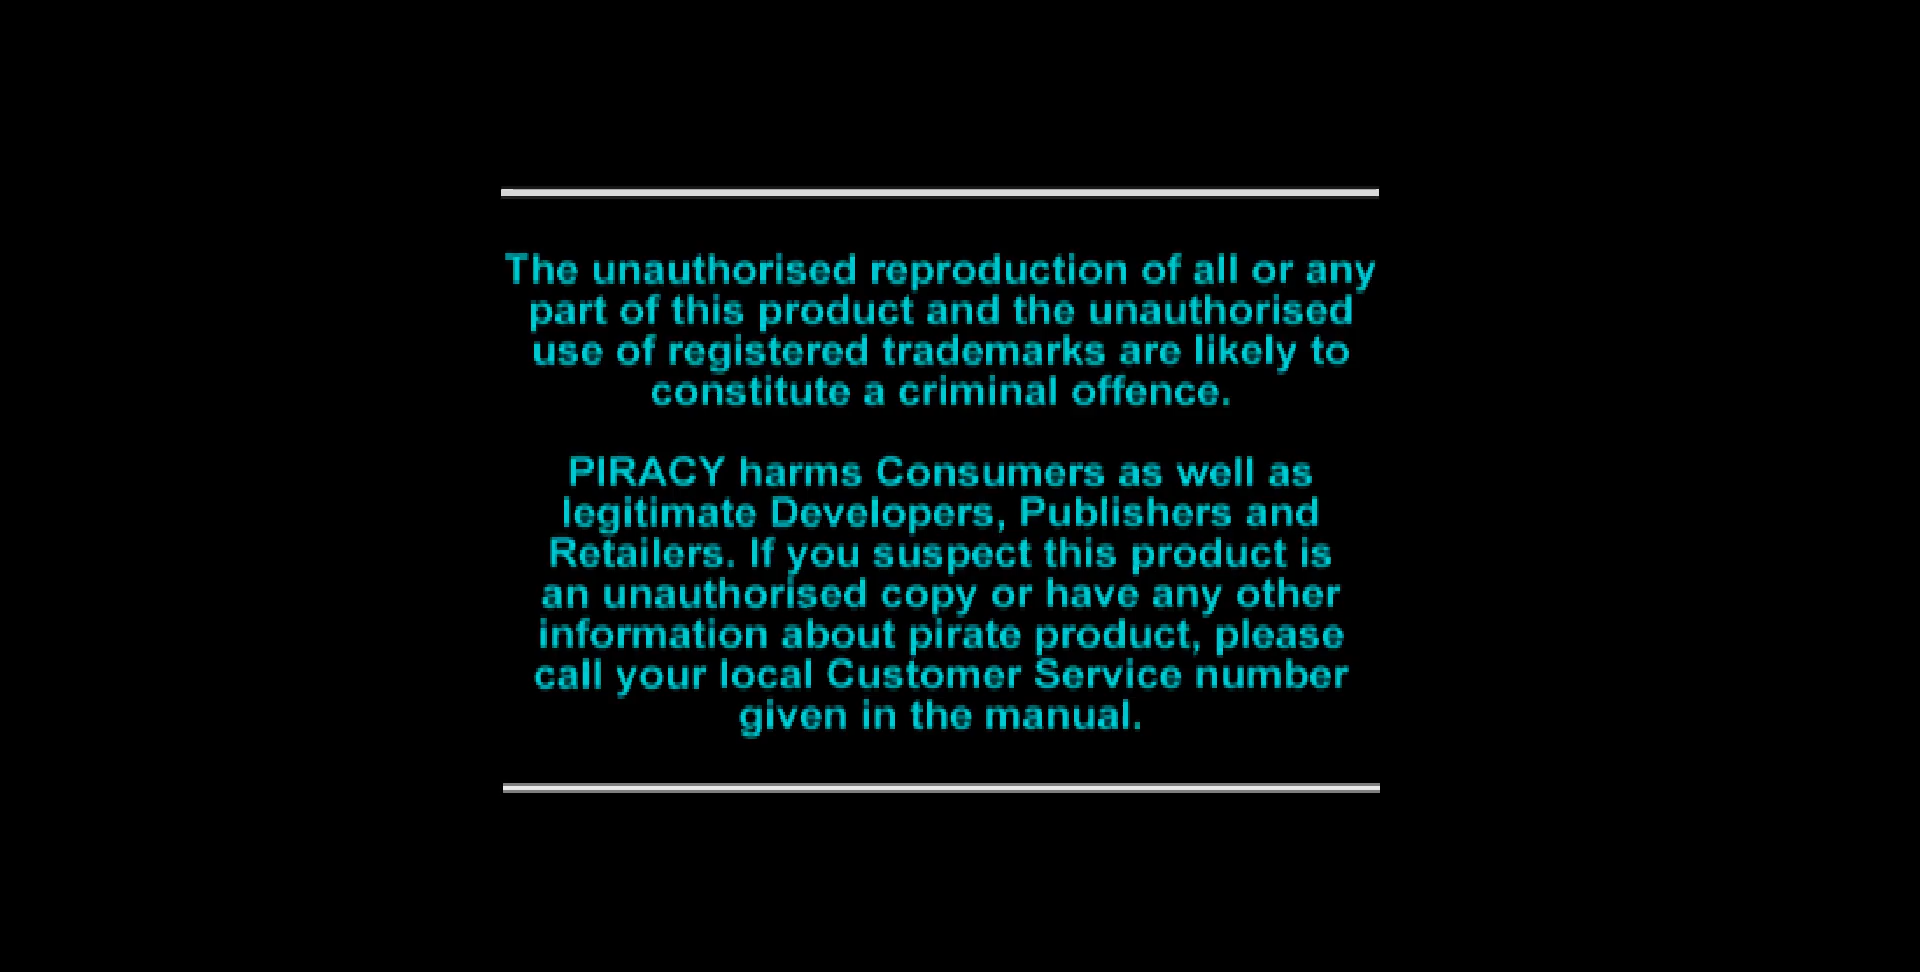 The unauthorised reproduction of all or any
part of this product and the unauthorised
use of registered trademarks are likely to
constitute a criminal offence.
PIRACY harms Consumers as well as
legitimate Developers, Publishers and
Retailers. If you suspect this product is
an unauthorised copy or have any other
information about pirate product, please
call your local Customer Service number
given in the manual.